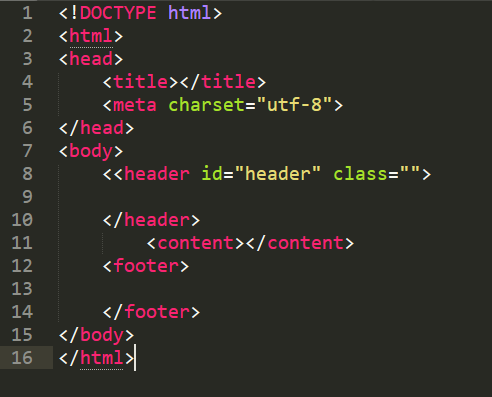 1 <!DOCTYPE html>
2 <html>
3 <head>
4     <title></title>
5     <meta charset="utf-8">
6 </head>
7 <body>
8     <<header id="header" class="">
9
10     </header>
11         <content></content>
12     <footer>
13
14     </footer>
15 </body>
16 </html>